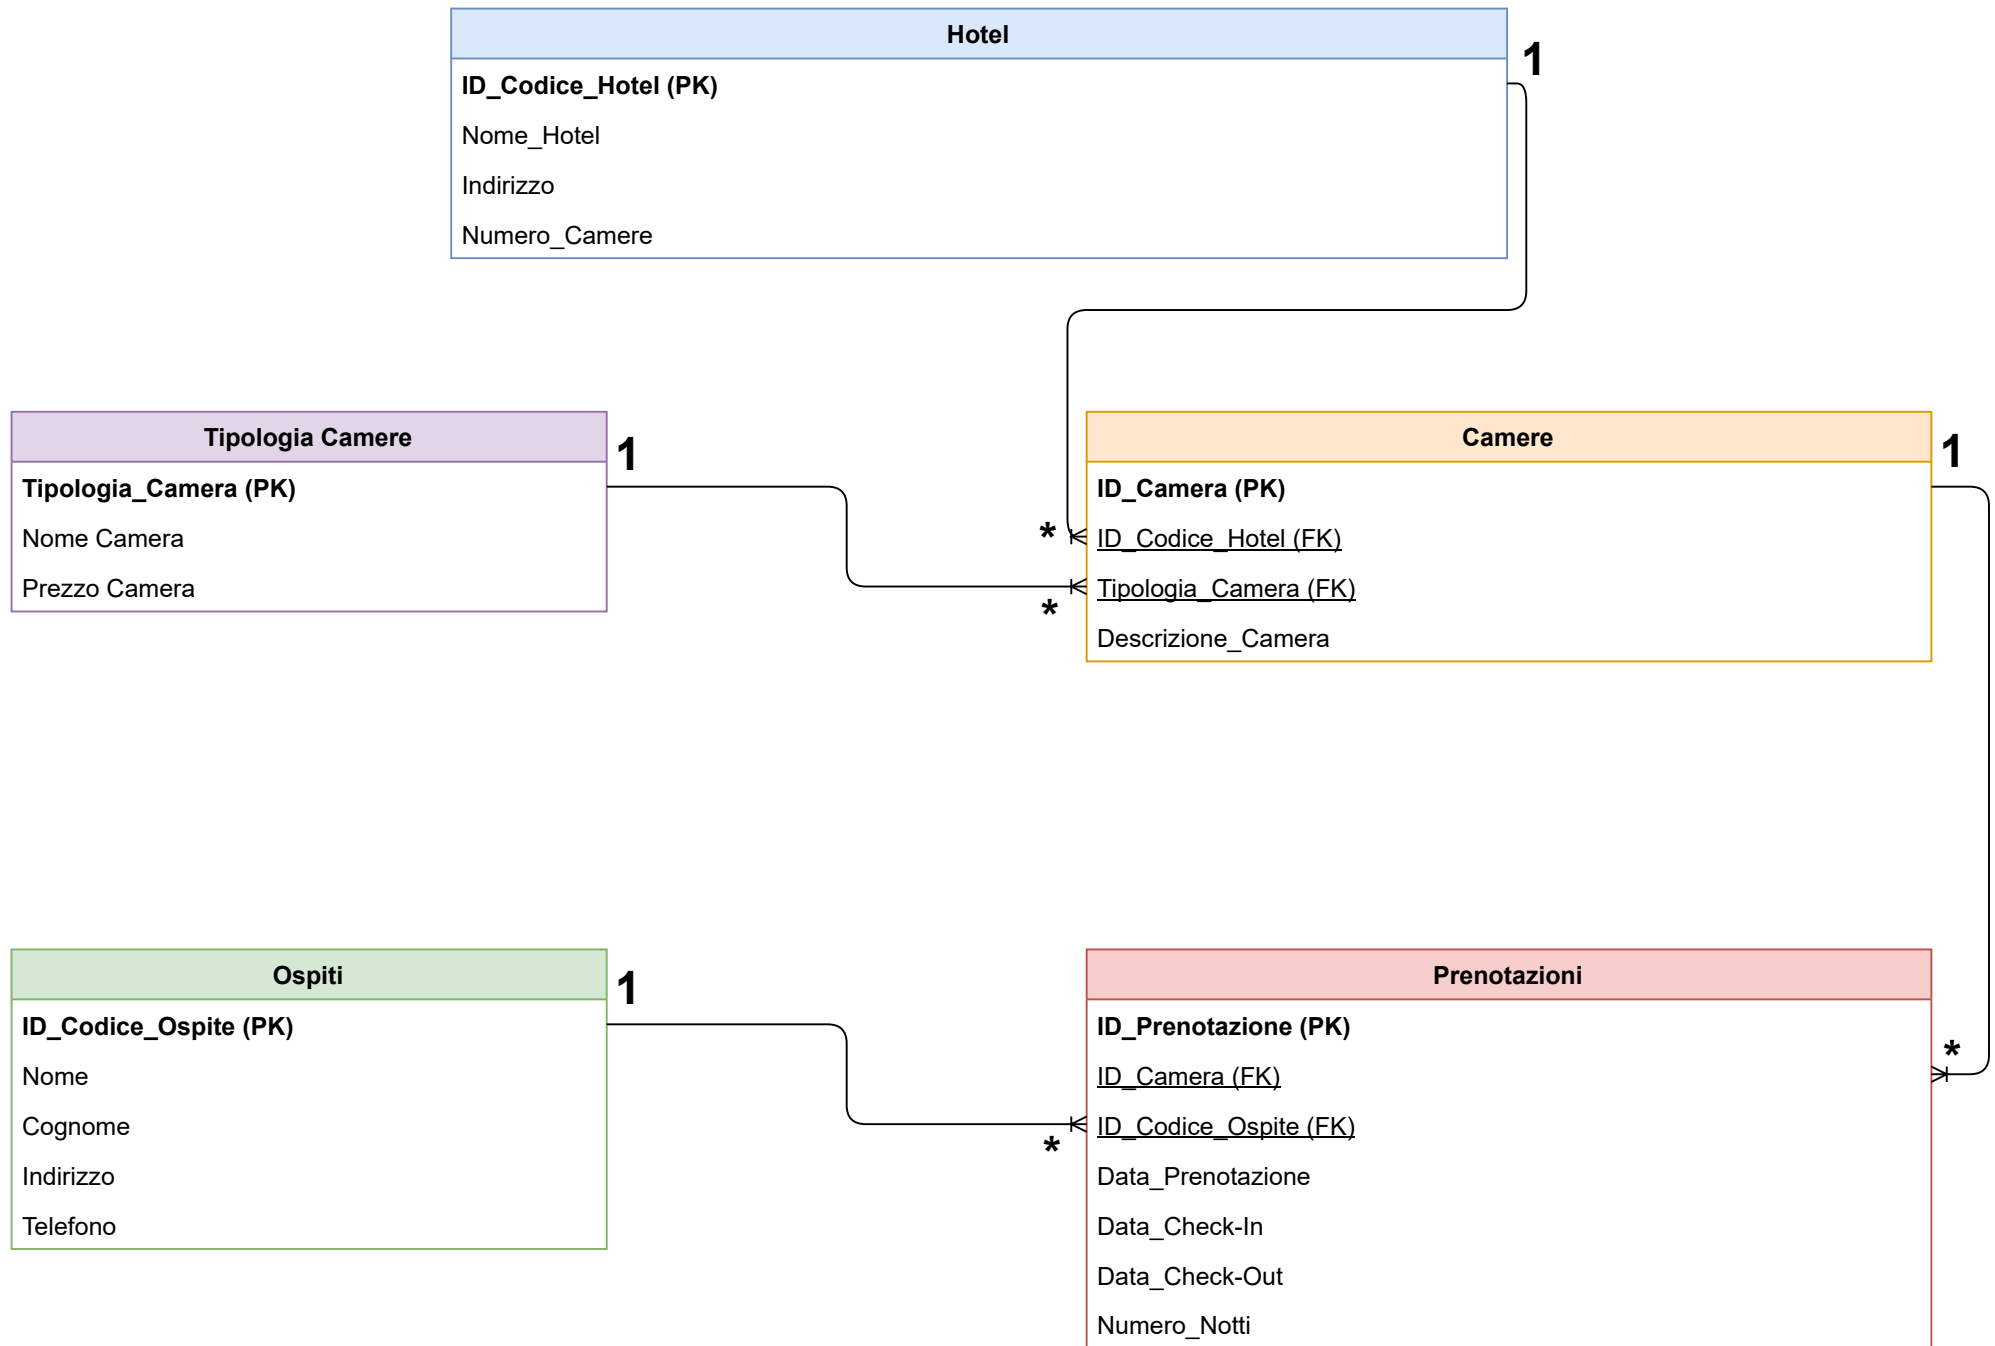 Hotel
1
ID_Codice_Hotel (PK)
Nome_Hotel
Indirizzo
Numero_Camere
Tipologia Camere
1
Tipologia_Camera (PK)
Nome Camera
Prezzo Camera
Camere
1
ID_Camera (PK)
*
ID_Codice_Hotel (FK)
Tipologia_Camera (FK)
*
Descrizione_Camera
Ospiti
1
ID_Codice_Ospite (PK)
Nome
Cognome
Indirizzo
Telefono
Prenotazioni
ID_Prenotazione (PK)
*
ID_Camera (FK)
ID_Codice_Ospite (FK)
*
Data_Prenotazione
Data_Check-In
Data_Check-Out
Numero_Notti